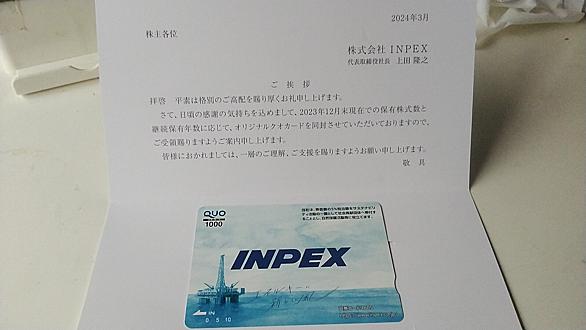 2024年3月
株主各位
株式会社 INPEX
代表取締役社長 上田 隆之
ご 挨 拶
拝啓 平素は格別のご高配を賜り厚くお礼申し上げます。
さて、日頃の感謝の気持ちを込めまして、2023年12月末現在での保有株式数と
継続保有年数に応じて、オリジナルクオカードを同封させていただいておりますので、
ご受領賜りますようご案内申し上げます。
皆様におかれましては、一層のご理解、ご支援を賜りますようお願い申し上げます。
敬 具
QUO
1000
INPEX
IN
0 5 10